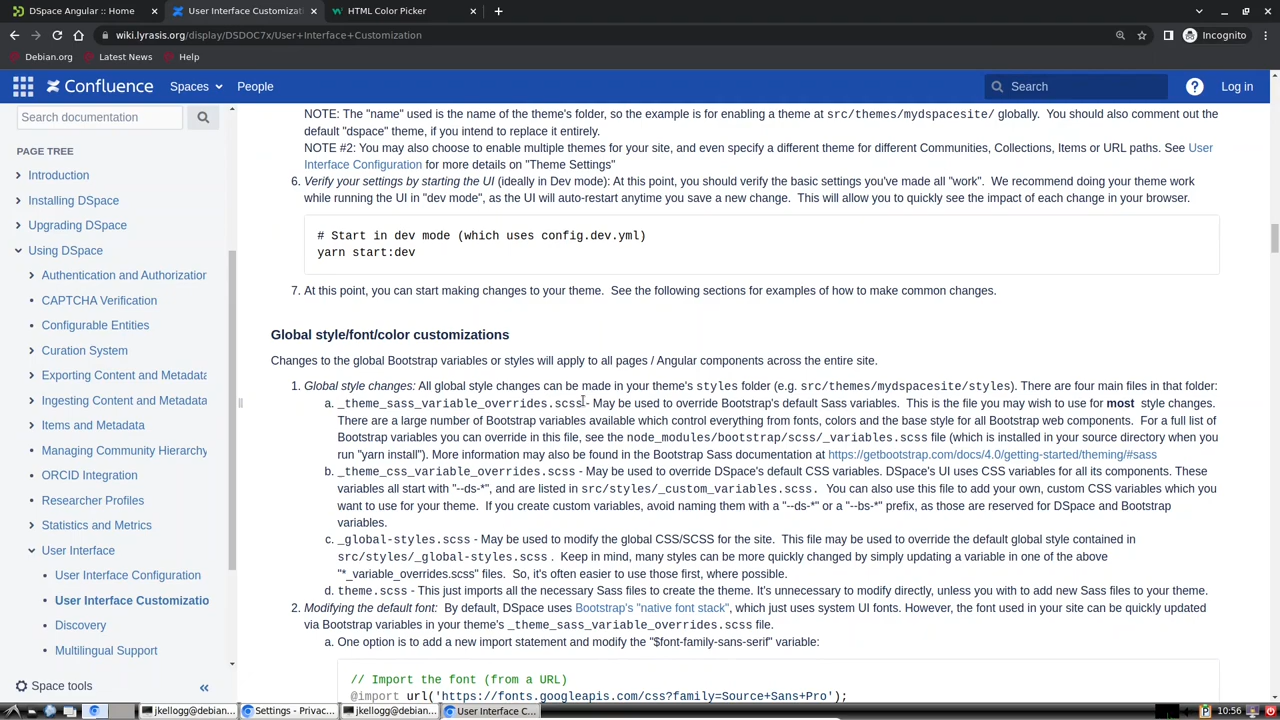 DSpace Angular :: Home
User Interface Customizati
HTML Color Picker
wiki.lyrasis.org/display/DSDOC7x/User+Interface+Customization
Incognito
Debian.org
Latest News
Help
Confluence
Spaces
People
Search
Log in
Search documentation
PAGE TREE
Introduction
Installing DSpace
Upgrading DSpace
Using DSpace
Authentication and Authorization
CAPTCHA Verification
Configurable Entities
Curation System
Exporting Content and Metadata
Ingesting Content and Metadata
Items and Metadata
Managing Community Hierarchy
ORCID Integration
Researcher Profiles
Statistics and Metrics
User Interface
User Interface Configuration
User Interface Customizatio
Discovery
Multilingual Support
Space tools
NOTE: The "name" used is the name of the theme's folder, so the example is for enabling a theme at src/themes/mydspacesite/ globally. You should also comment out the
default "dspace" theme, if you intend to replace it entirely.
NOTE #2: You may also choose to enable multiple themes for your site, and even specify a different theme for different Communities, Collections, Items or URL paths. See User
Interface Configuration for more details on "Theme Settings"
6. Verify your settings by starting the UI (ideally in Dev mode): At this point, you should verify the basic settings you've made all "work". We recommend doing your theme work
while running the UI in "dev mode", as the UI will auto-restart anytime you save a new change. This will allow you to quickly see the impact of each change in your browser.
# Start in dev mode (which uses config.dev.yml)
yarn start:dev
7. At this point, you can start making changes to your theme. See the following sections for examples of how to make common changes.
Global style/font/color customizations
Changes to the global Bootstrap variables or styles will apply to all pages / Angular components across the entire site.
1. Global style changes: All global style changes can be made in your theme's styles folder (e.g. src/themes/mydspacesite/styles). There are four main files in that folder:
a. _theme_sass_variable_overrides.scss - May be used to override Bootstrap's default Sass variables. This is the file you may wish to use for most style changes.
There are a large number of Bootstrap variables available which control everything from fonts, colors and the base style for all Bootstrap web components. For a full list of
Bootstrap variables you can override in this file, see the node_modules/bootstrap/scss/_variables.scss file (which is installed in your source directory when you
run "yarn install"). More information may also be found in the Bootstrap Sass documentation at https://getbootstrap.com/docs/4.0/getting-started/theming/#sass
b. _theme_css_variable_overrides.scss - May be used to override DSpace's default CSS variables. DSpace's UI uses CSS variables for all its components. These
variables all start with "--ds-*", and are listed in src/styles/_custom_variables.scss. You can also use this file to add your own, custom CSS variables which you
want to use for your theme. If you create custom variables, avoid naming them with a "--ds-*" or a "--bs-*" prefix, as those are reserved for DSpace and Bootstrap
variables.
c. _global-styles.scss - May be used to modify the global CSS/SCSS for the site. This file may be used to override the default global style contained in
src/styles/_global-styles.scss . Keep in mind, many styles can be more quickly changed by simply updating a variable in one of the above
"*_variable_overrides.scss" files. So, it's often easier to use those first, where possible.
d. theme.scss - This just imports all the necessary Sass files to create the theme. It's unnecessary to modify directly, unless you with to add new Sass files to your theme.
2. Modifying the default font: By default, DSpace uses Bootstrap's "native font stack", which just uses system UI fonts. However, the font used in your site can be quickly updated
via Bootstrap variables in your theme's _theme_sass_variable_overrides.scss file.
a. One option is to add a new import statement and modify the "$font-family-sans-serif" variable:
// Import the font (from a URL)
@import url('https://fonts.googleapis.com/css?family=Source+Sans+Pro');
jkellogg@debian...
Settings - Privac...
jkellogg@debian...
User Interface C...
10:56